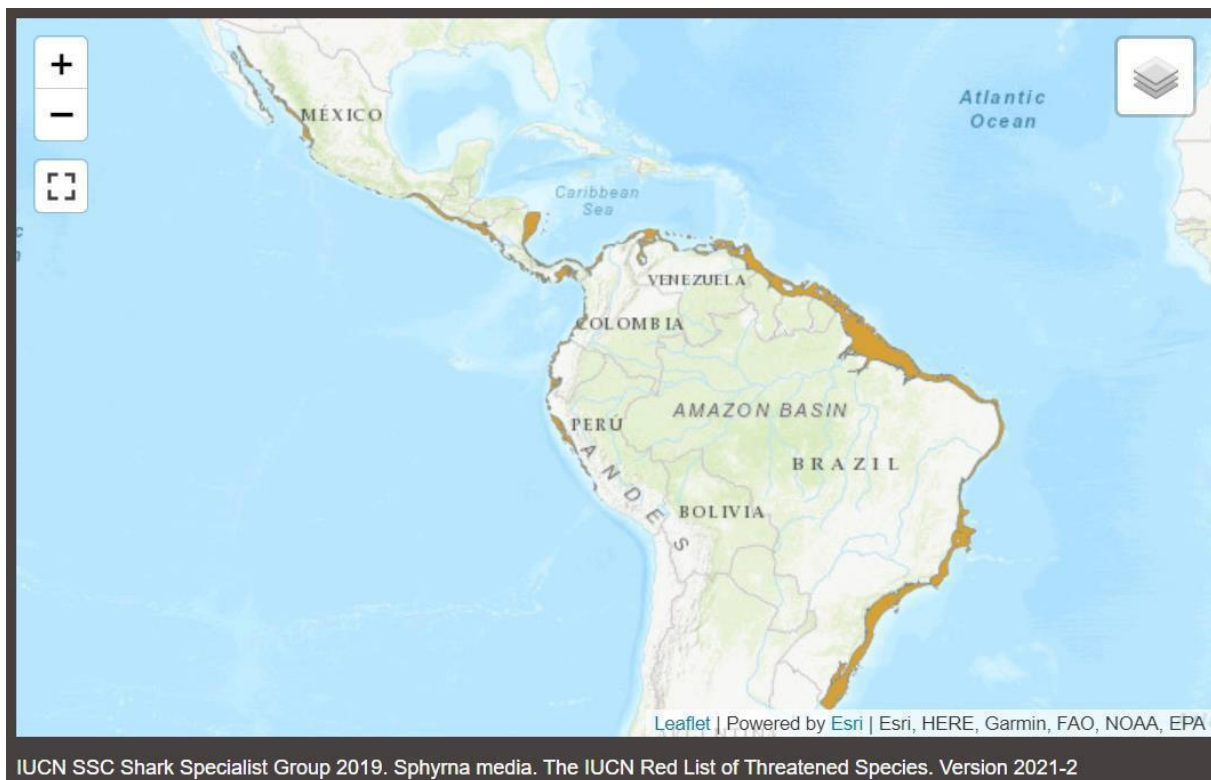 +
−
MÉXICO
Atlantic
Ocean
Caribbean
Sea
VENEZUELA
COLOMBIA
AMAZON BASIN
PERÚ
ANDES
BRAZIL
BOLIVIA
Leaflet | Powered by Esri | Esri, HERE, Garmin, FAO, NOAA, EPA
IUCN SSC Shark Specialist Group 2019. Sphyrna media. The IUCN Red List of Threatened Species. Version 2021-2